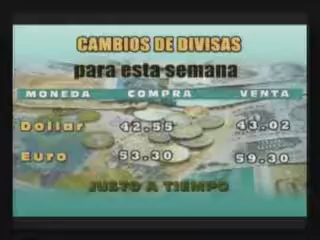 CAMBIOS DE DIVISAS
para esta semana
MONEDA COMPRA VENTA
Dollar 42.55 43.02
Euro 53.30 59.30
JUSTO A TIEMPO